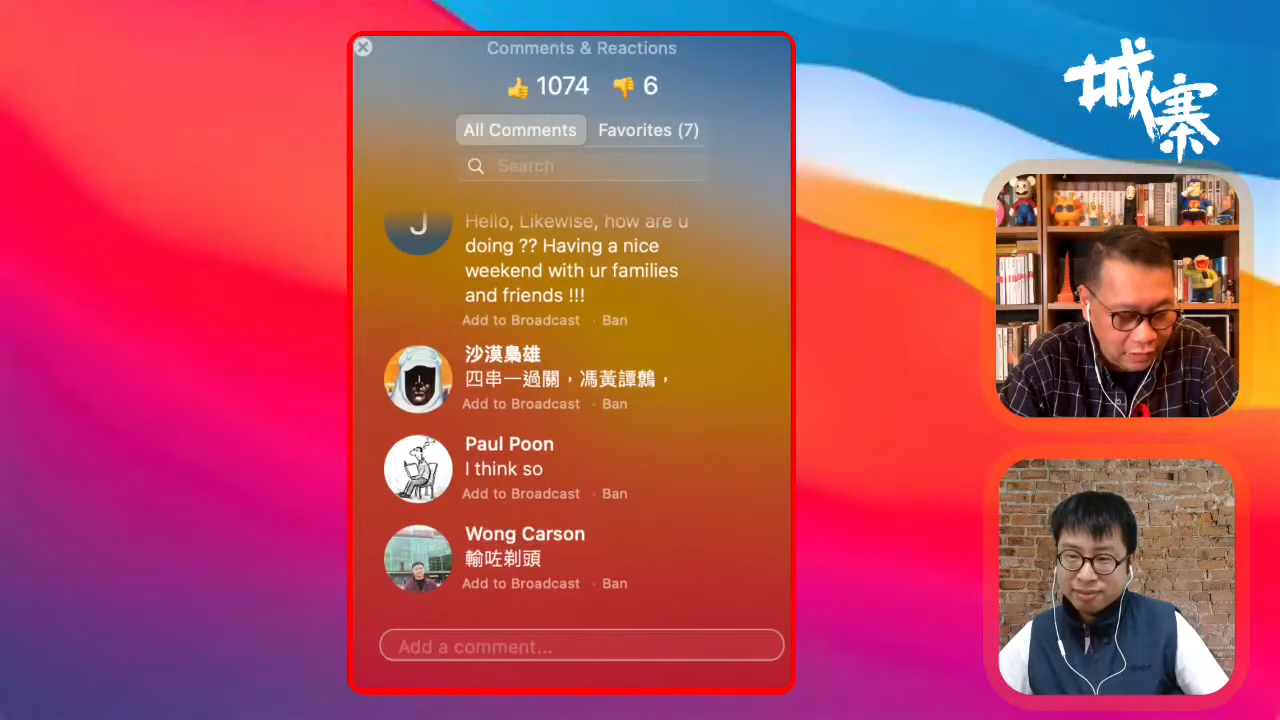 Comments & Reactions
👍 1074 👎 6
All Comments Favorites (7)
Search
J
Hello, Likewise, how are u
doing ?? Having a nice
weekend with ur families
and friends !!!
Add to Broadcast · Ban
沙漠梟雄
四串一過關，馮黃譚鷯，
Add to Broadcast · Ban
Paul Poon
I think so
Add to Broadcast · Ban
Wong Carson
輸咗剃頭
Add to Broadcast · Ban
Add a comment...
城寨